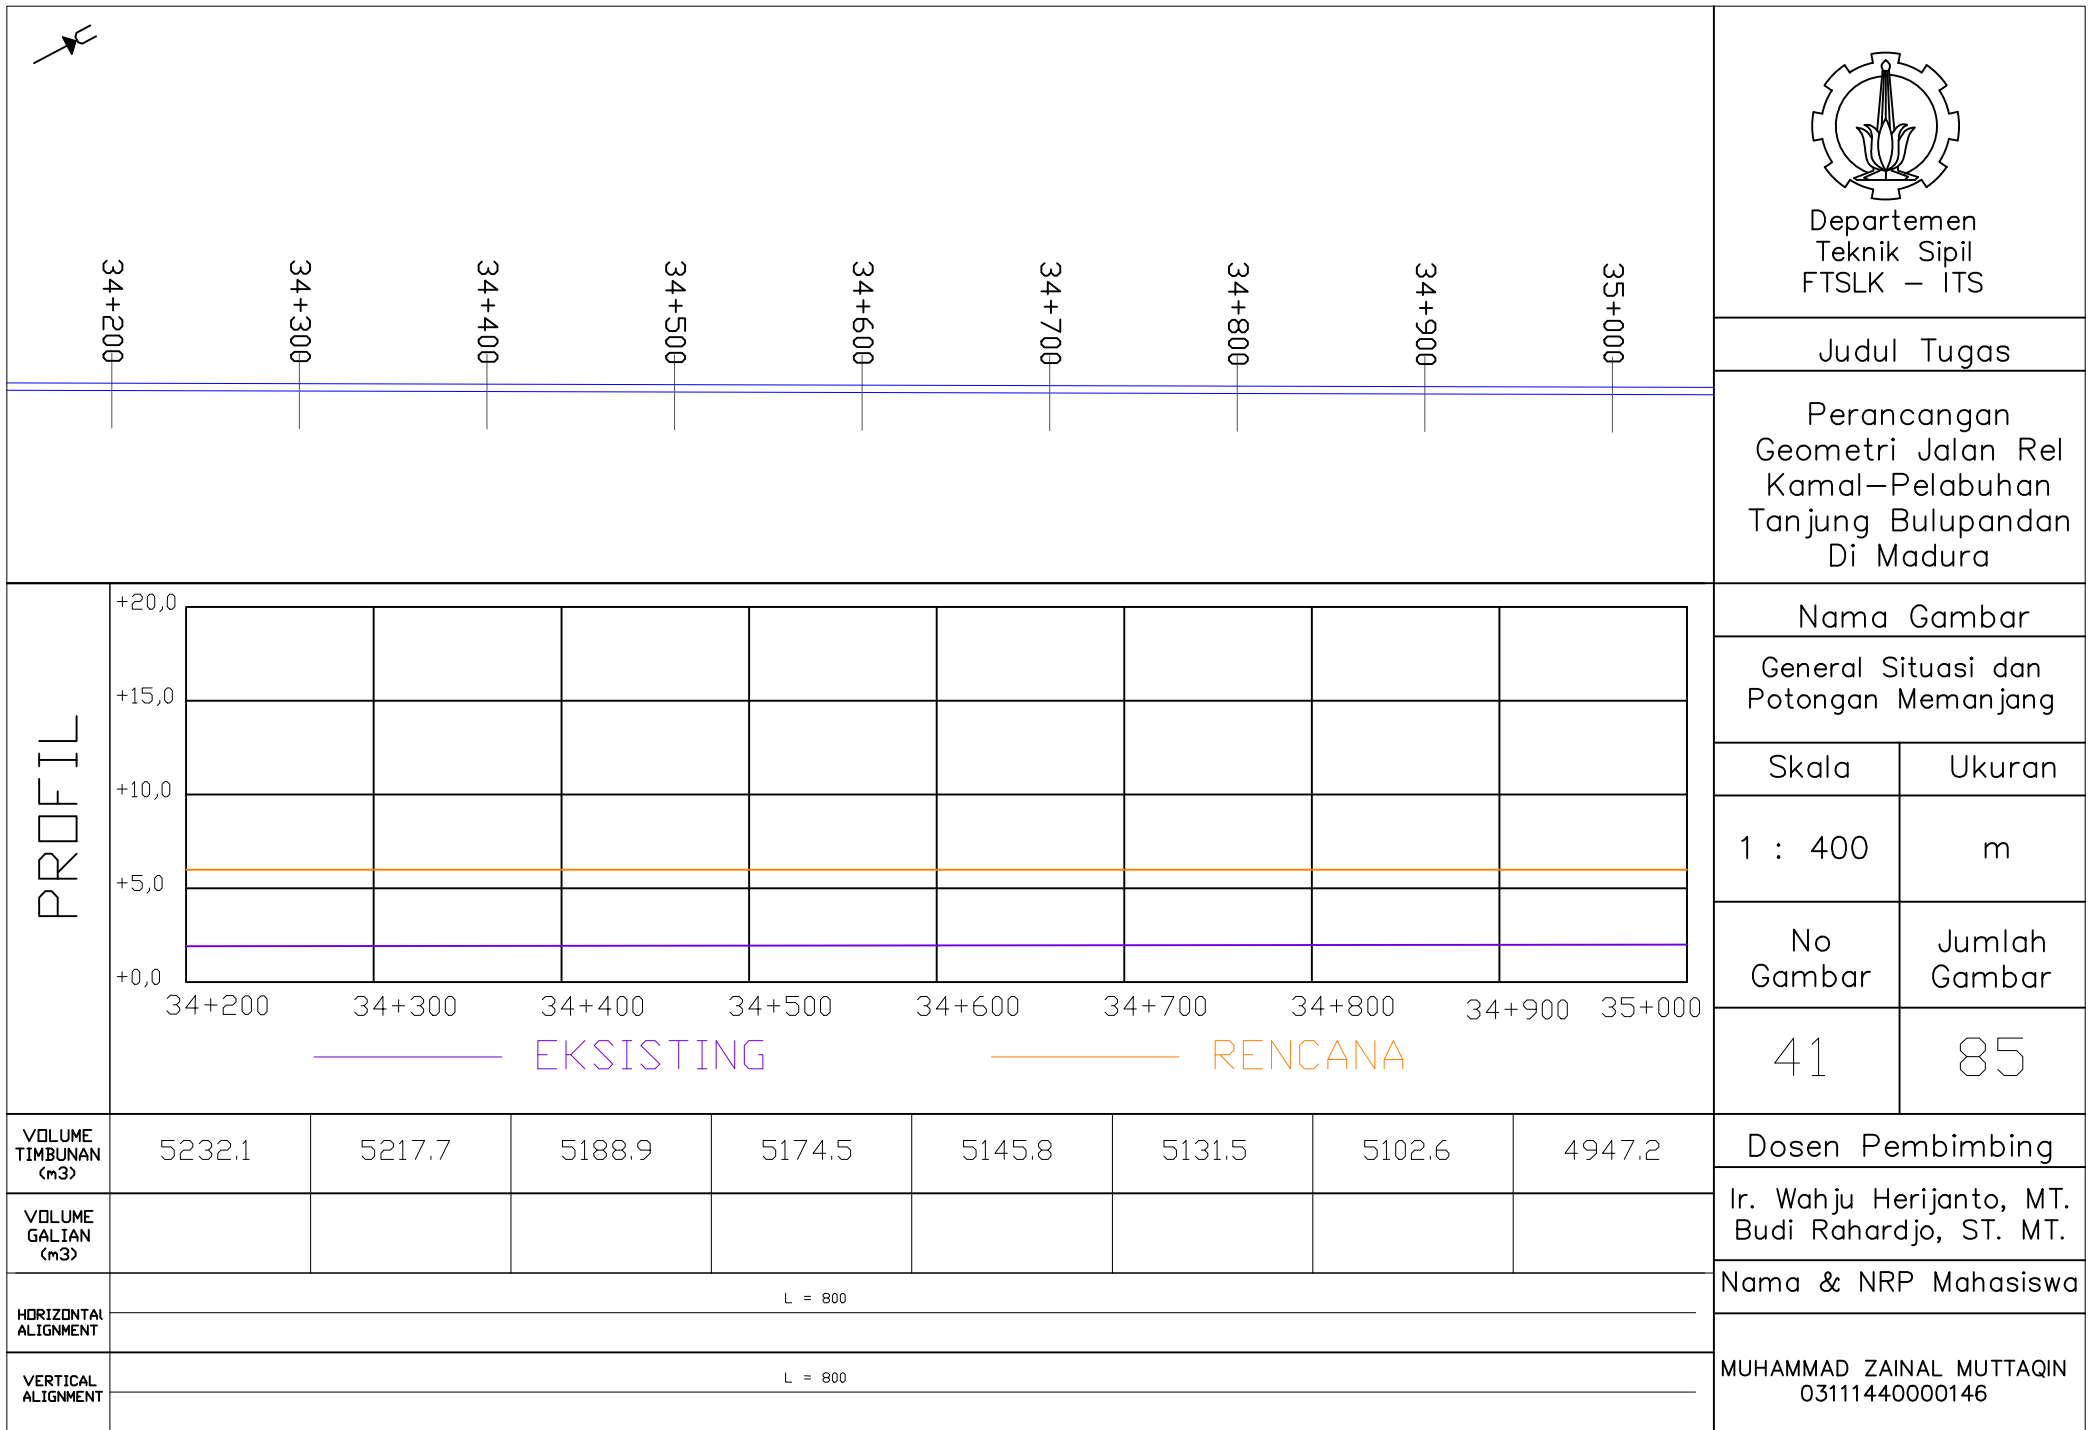 U
34+200
34+300
34+400
34+500
34+600
34+700
34+800
34+900
35+000
PROFIL
+20,0
+15,0
+10,0
+5,0
+0,0
34+200 34+300 34+400 34+500 34+600 34+700 34+800 34+900 35+000
EKSISTING RENCANA
VOLUME
TIMBUNAN
(m3)
5232.1 5217.7 5188.9 5174.5 5145.8 5131.5 5102.6 4947.2
VOLUME
GALIAN
(m3)
HORIZONTAL
ALIGNMENT
L = 800
VERTICAL
ALIGNMENT
L = 800
Departemen
Teknik Sipil
FTSLK – ITS
Judul Tugas
Perancangan
Geometri Jalan Rel
Kamal–Pelabuhan
Tanjung Bulupandan
Di Madura
Nama Gambar
General Situasi dan
Potongan Memanjang
Skala Ukuran
1 : 400 m
No
Gambar
Jumlah
Gambar
41 85
Dosen Pembimbing
Ir. Wahju Herijanto, MT.
Budi Rahardjo, ST. MT.
Nama & NRP Mahasiswa
MUHAMMAD ZAINAL MUTTAQIN
03111440000146